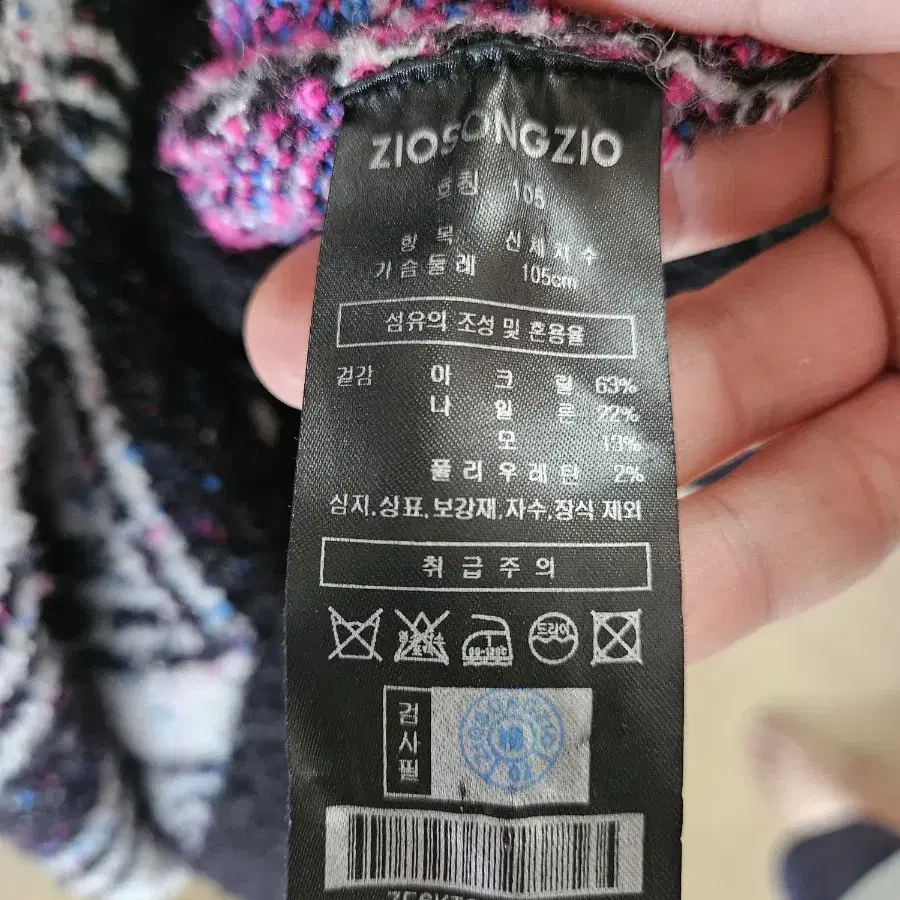 ZIOSONGZIO
호칭 105
항목 신체치수
가슴둘레 105cm
섬유의 조성 및 혼용율
겉감 아크릴 63%
나일론 22%
모 13%
폴리우레탄 2%
심지,상표,보강재,자수,장식 제외
취급주의
드라이
검사필